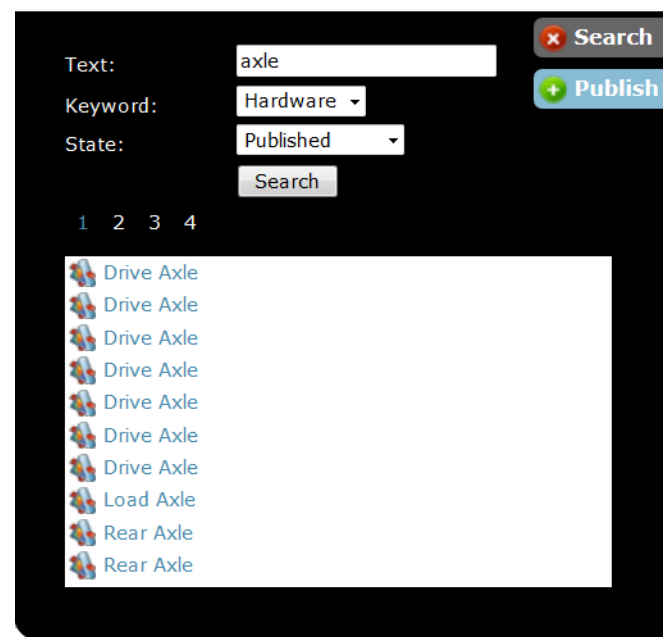 Search
Publish
Text: axle
Keyword: Hardware
State: Published
Search
1 2 3 4
Drive Axle
Drive Axle
Drive Axle
Drive Axle
Drive Axle
Drive Axle
Drive Axle
Load Axle
Rear Axle
Rear Axle